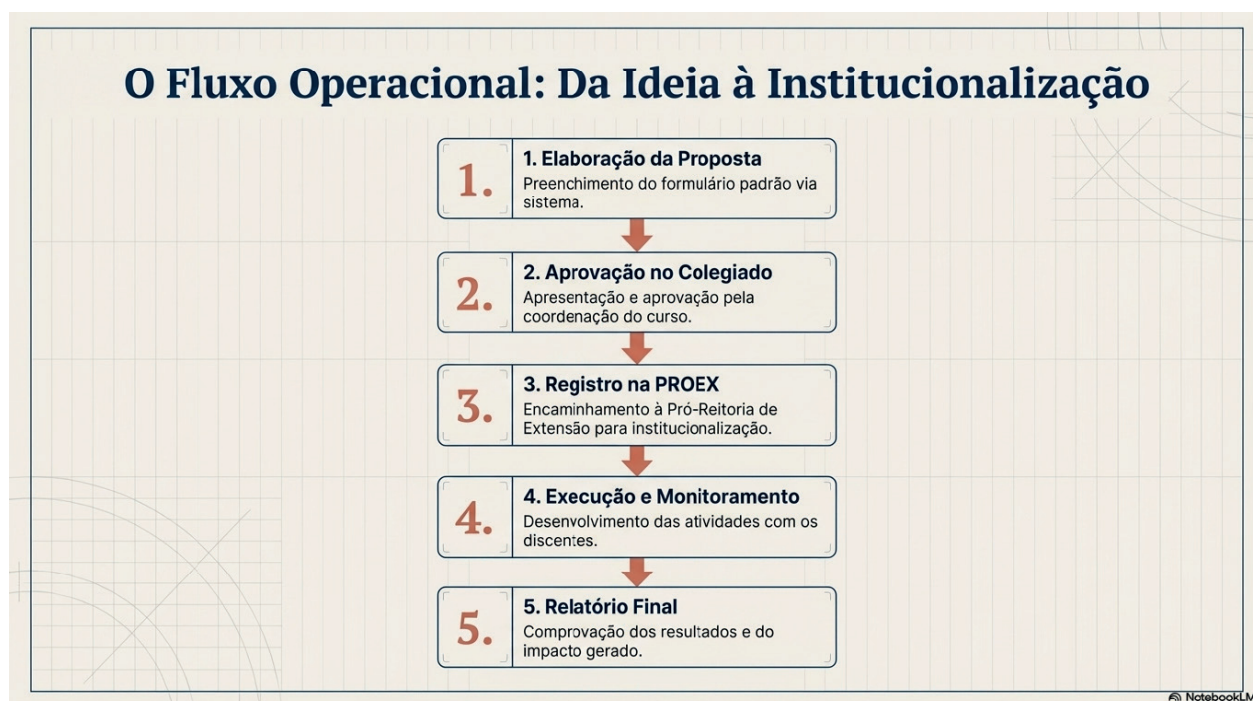 O Fluxo Operacional: Da Ideia à Institucionalização
1.
1. Elaboração da Proposta
Preenchimento do formulário padrão via
sistema.
2.
2. Aprovação no Colegiado
Apresentação e aprovação pela
coordenação do curso.
3.
3. Registro na PROEX
Encaminhamento à Pró-Reitoria de
Extensão para institucionalização.
4.
4. Execução e Monitoramento
Desenvolvimento das atividades com os
discentes.
5.
5. Relatório Final
Comprovação dos resultados e do
impacto gerado.
NotebookLM